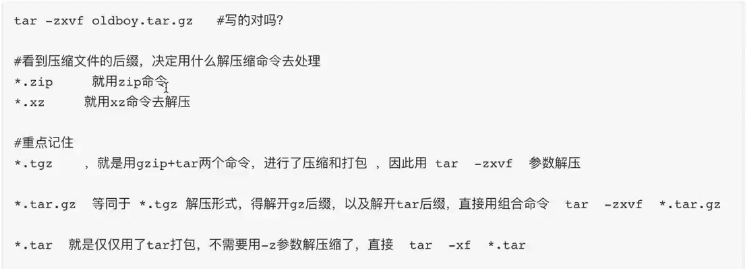 tar -zxvf oldboy.tar.gz #写的对吗?
#看到压缩文件的后缀，决定用什么解压缩命令去处理
*.zip 就用zip命令
*.xz 就用xz命令去解压
#重点记住
*.tgz ，就是用gzip+tar两个命令，进行了压缩和打包 ，因此用 tar -zxvf 参数解压
*.tar.gz 等同于 *.tgz 解压形式，得解开gz后缀，以及解开tar后缀，直接用组合命令 tar -zxvf *.tar.gz
*.tar 就是仅仅用了tar打包，不需要用-z参数解压缩了，直接 tar -xf *.tar